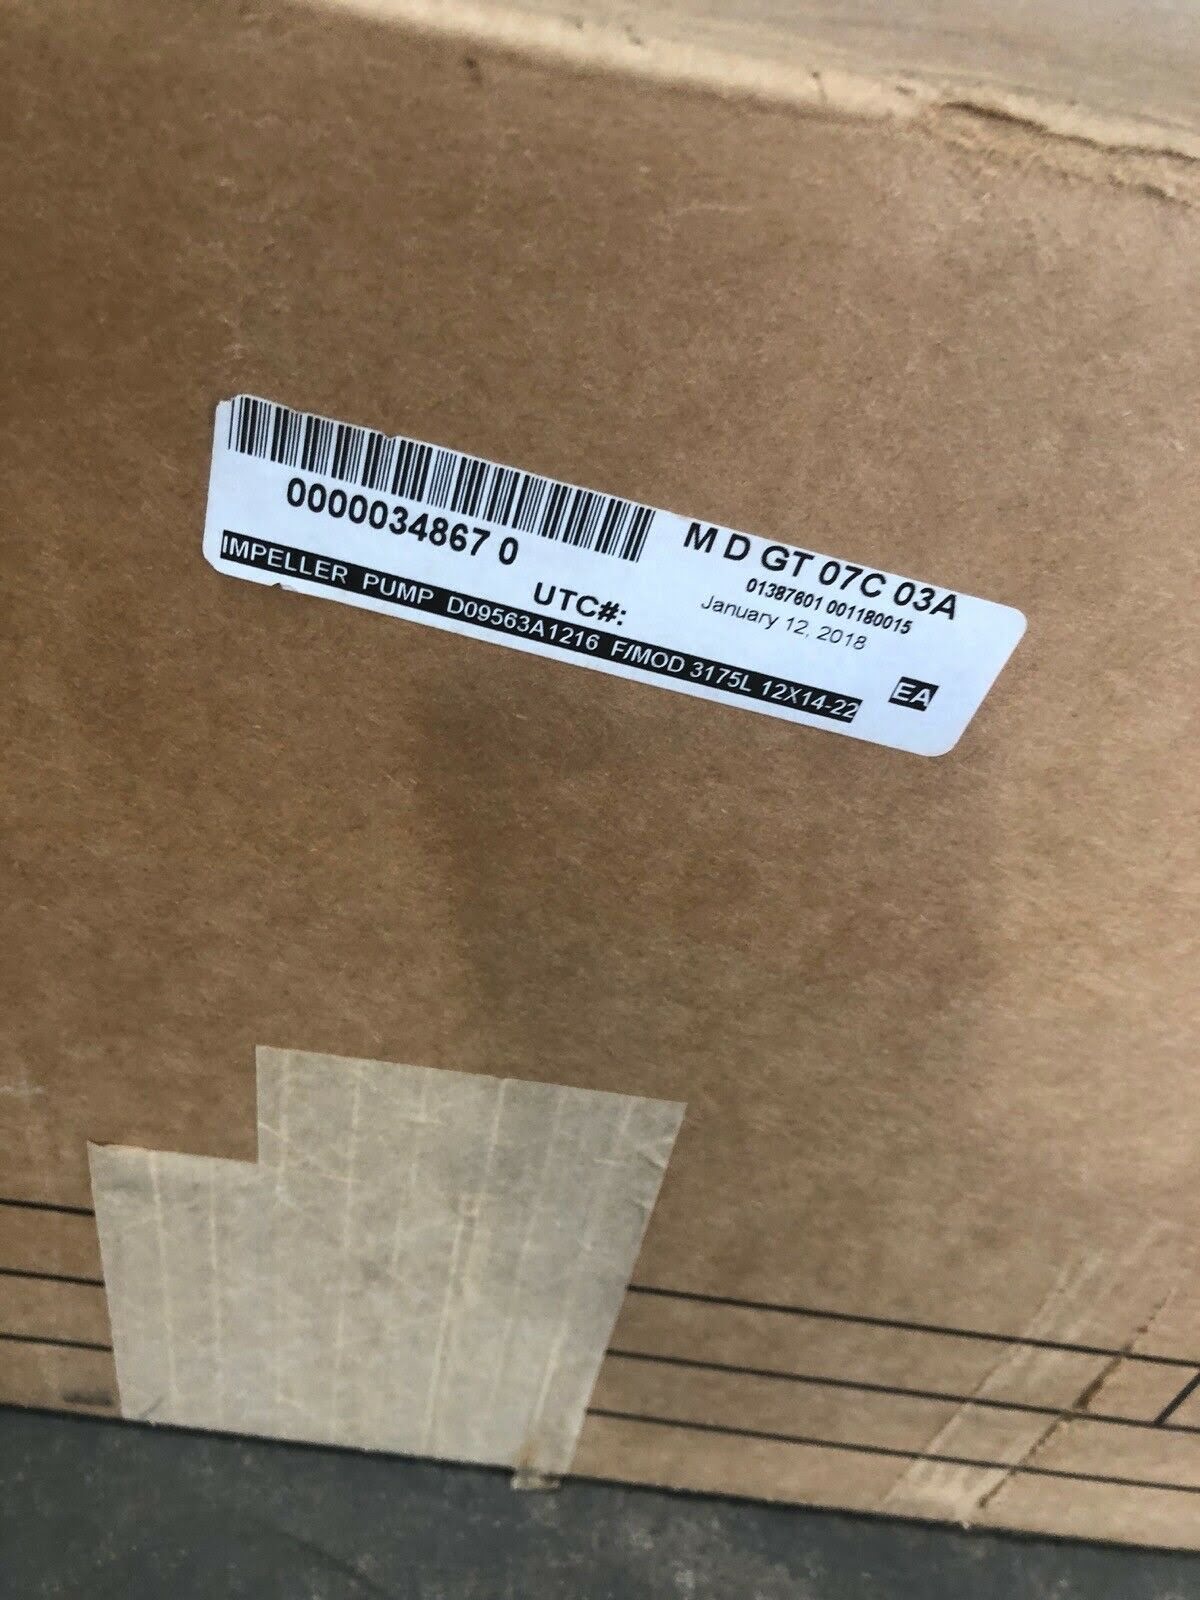 0000034867 0
M D GT 07C 03A
01387601 001180015
January 12, 2018
UTC#:
IMPELLER PUMP D09563A1216 F/MOD 3175L 12X14-22
EA